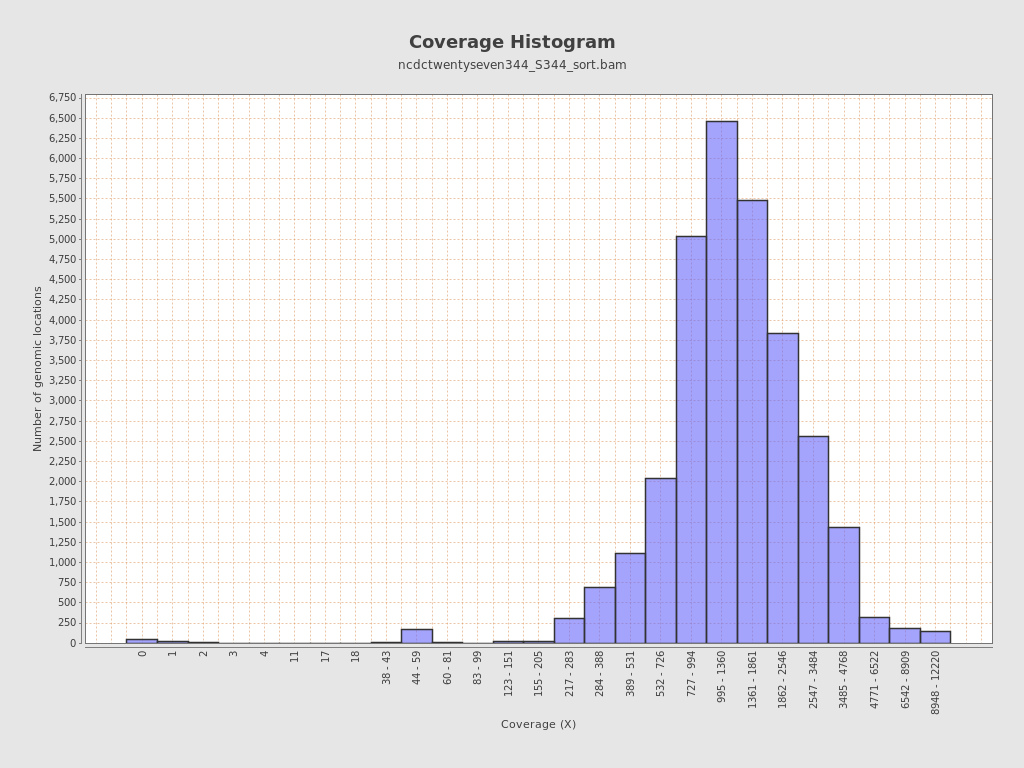 Coverage Histogram
ncdctwentyseven344_S344_sort.bam
Number of genomic locations
6,750
6,500
6,250
6,000
5,750
5,500
5,250
5,000
4,750
4,500
4,250
4,000
3,750
3,500
3,250
3,000
2,750
2,500
2,250
2,000
1,750
1,500
1,250
1,000
750
500
250
0
0
1
2
3
4
11
17
18
38 - 43
44 - 59
60 - 81
83 - 99
123 - 151
155 - 205
217 - 283
284 - 388
389 - 531
532 - 726
727 - 994
995 - 1360
1361 - 1861
1862 - 2546
2547 - 3484
3485 - 4768
4771 - 6522
6542 - 8909
8948 - 12220
Coverage (X)